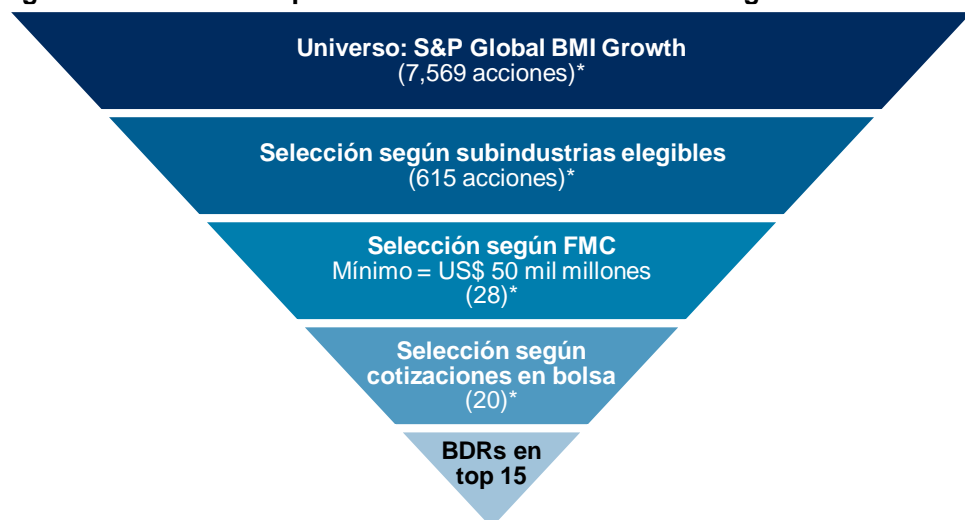 Universo: S&P Global BMI Growth
(7,569 acciones)*
Selección según subindustrias elegibles
(615 acciones)*
Selección según FMC
Mínimo = US$ 50 mil millones
(28)*
Selección según
cotizaciones en bolsa
(20)*
BDRs en
top 15